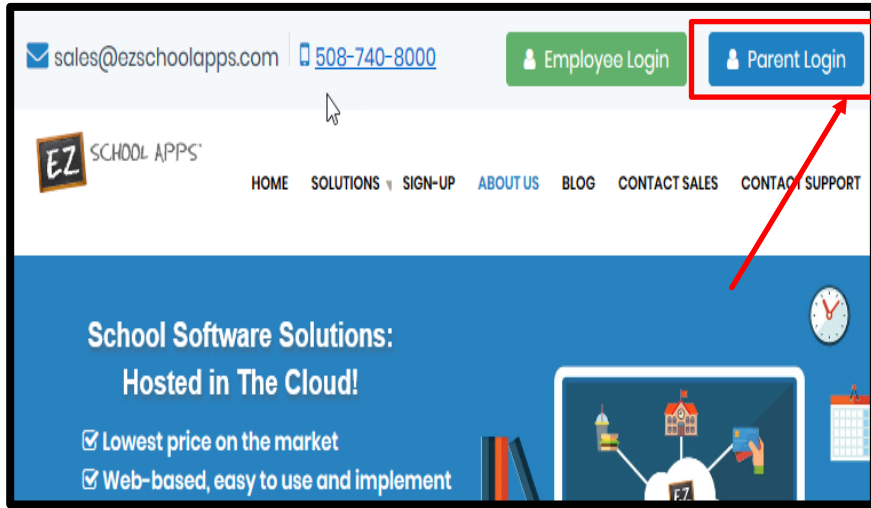 sales@ezschoolapps.com 508-740-8000 Employee Login Parent Login
EZ SCHOOL APPS™
HOME SOLUTIONS SIGN-UP ABOUT US BLOG CONTACT SALES CONTACT SUPPORT
School Software Solutions:
Hosted in The Cloud!
Lowest price on the market
Web-based, easy to use and implement
EZ